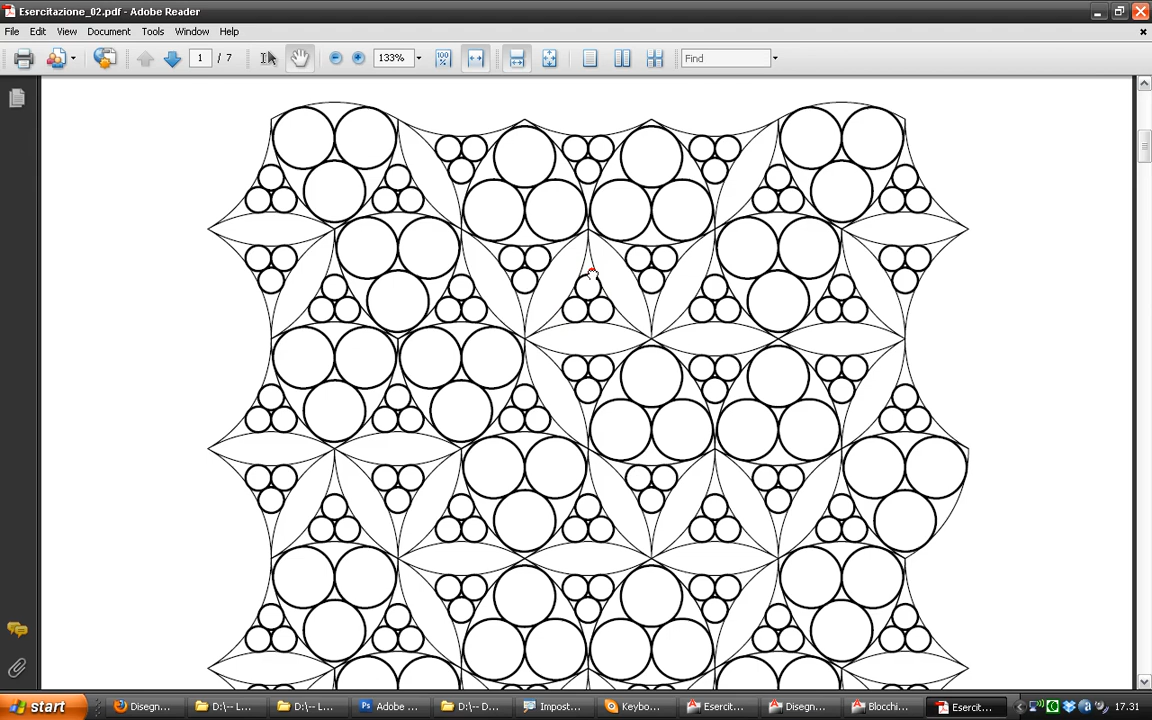 Esercitazione_02.pdf - Adobe Reader
File Edit View Document Tools Window Help
1 / 7 133% Find
start Disegn... D:\-- L... D:\-- L... Adobe ... D:\-- D... Impost... Keybo... Esercit... Disegn... Blocchi... Esercit... 17.31